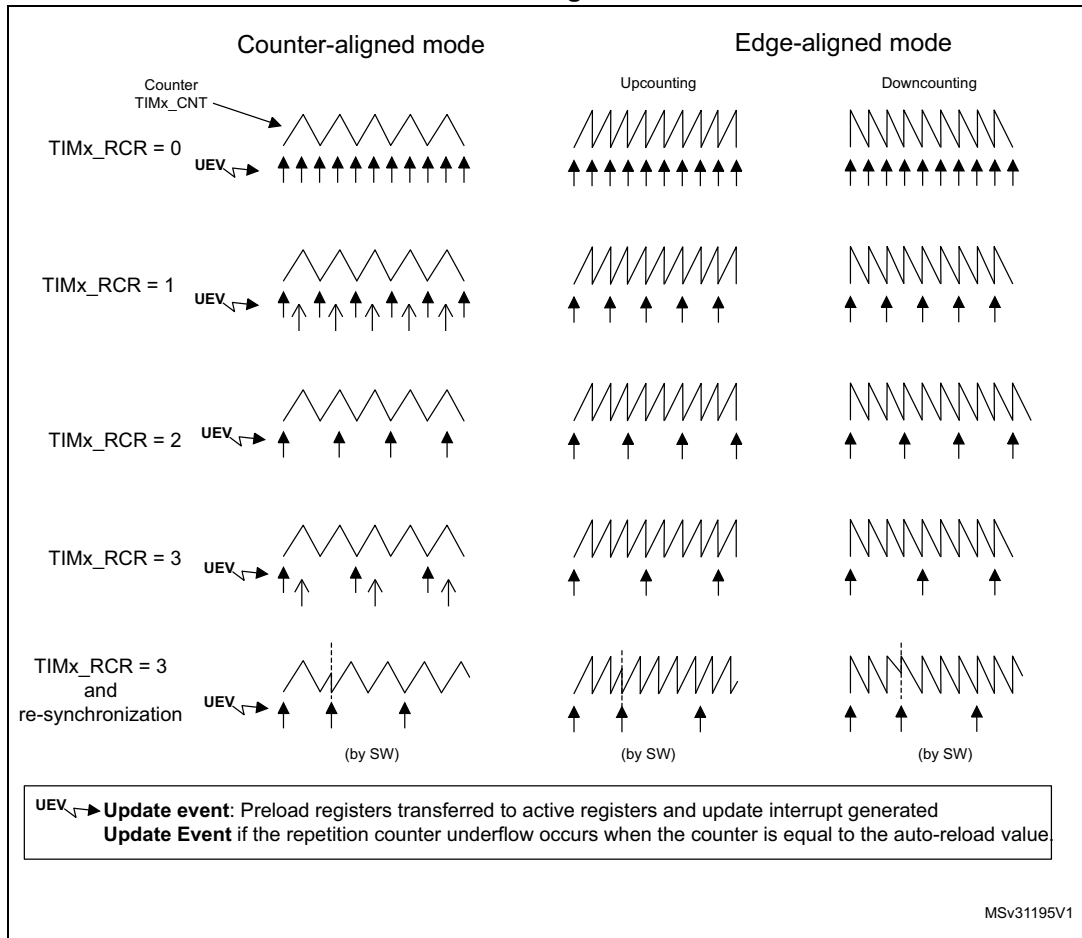 Counter-aligned mode
Edge-aligned mode
Counter
TIMx_CNT
Upcounting
Downcounting
TIMx_RCR = 0
UEV
TIMx_RCR = 1
UEV
TIMx_RCR = 2
UEV
TIMx_RCR = 3
UEV
TIMx_RCR = 3
and
re-synchronization
UEV
(by SW)
(by SW)
(by SW)
UEV Update event: Preload registers transferred to active registers and update interrupt generated
Update Event if the repetition counter underflow occurs when the counter is equal to the auto-reload value.
MSv31195V1